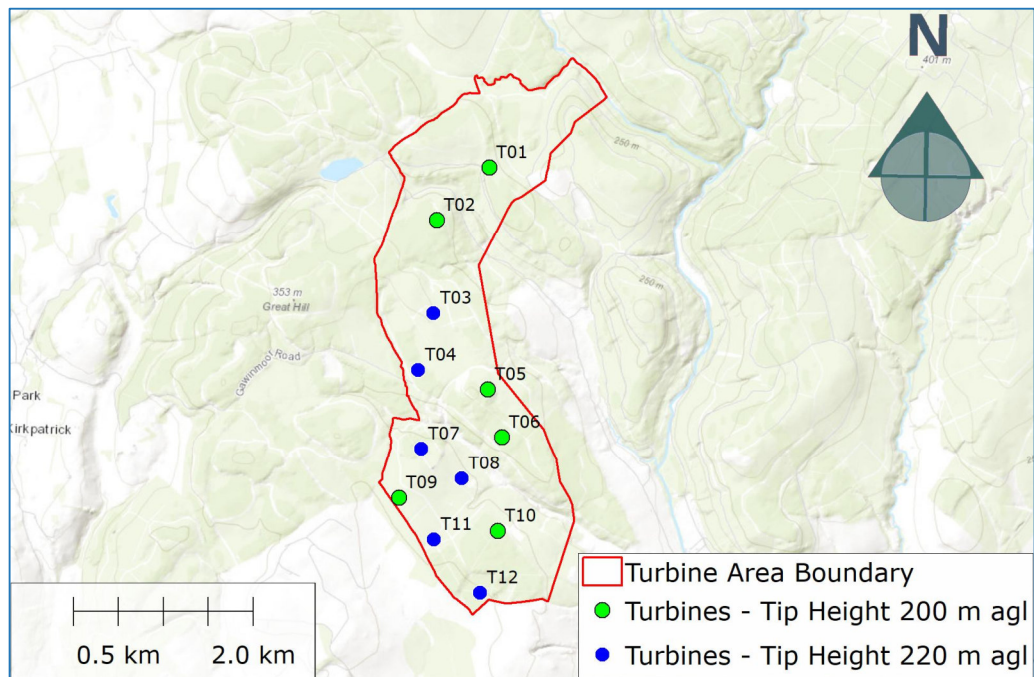 N
401 m
T01
250 m
T02
250 m
353 m
Great Hill
T03
T04
Gawinmoor Road
T05
Park
Kirkpatrick
T06
T07
T08
T09
T10
T11
T12
Turbine Area Boundary
Turbines - Tip Height 200 m agl
Turbines - Tip Height 220 m agl
0.5 km
2.0 km